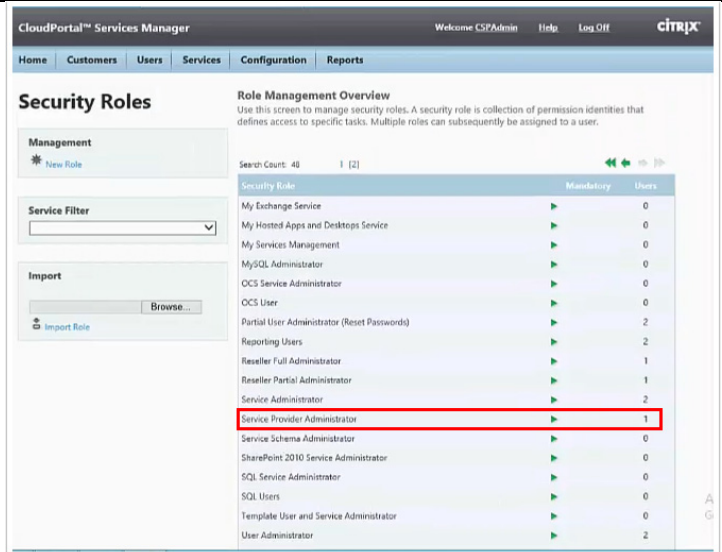 CloudPortal™ Services Manager
Welcome CSPAdmin Help Log Off CITRIX
Home Customers Users Services Configuration Reports
Security Roles
Management
New Role
Service Filter
Import
Browse...
Import Role
Role Management Overview
Use this screen to manage security roles. A security role is collection of permission identities that
defines access to specific tasks. Multiple roles can subsequently be assigned to a user.
Search Count: 48 1 [2]
Security Role Mandatory Users
My Exchange Service 0
My Hosted Apps and Desktops Service 0
My Services Management 0
MySQL Administrator 0
OCS Service Administrator 0
OCS User 0
Partial User Administrator (Reset Passwords) 2
Reporting Users 2
Reseller Full Administrator 1
Reseller Partial Administrator 1
Service Administrator 2
Service Provider Administrator 1
Service Schema Administrator 0
SharePoint 2010 Service Administrator 0
SQL Service Administrator 0
SQL Users 0
Template User and Service Administrator 0
User Administrator 2
A
G